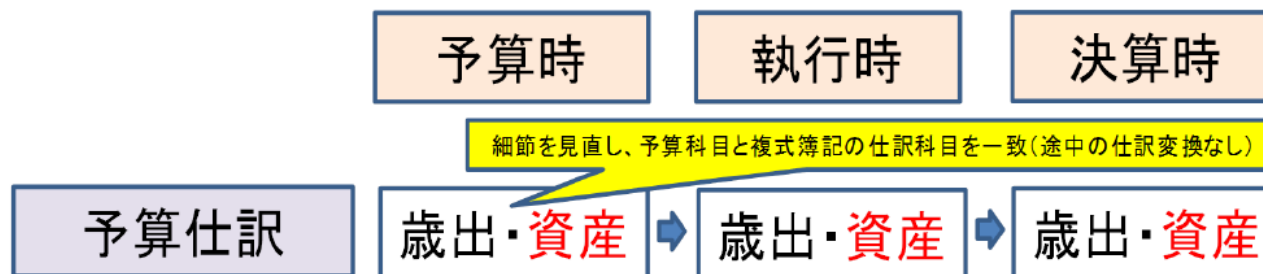 予算時 執行時 決算時
細節を見直し、予算科目と複式簿記の仕訳科目を一致(途中の仕訳変換なし)
予算仕訳 歳出・資産 歳出・資産 歳出・資産